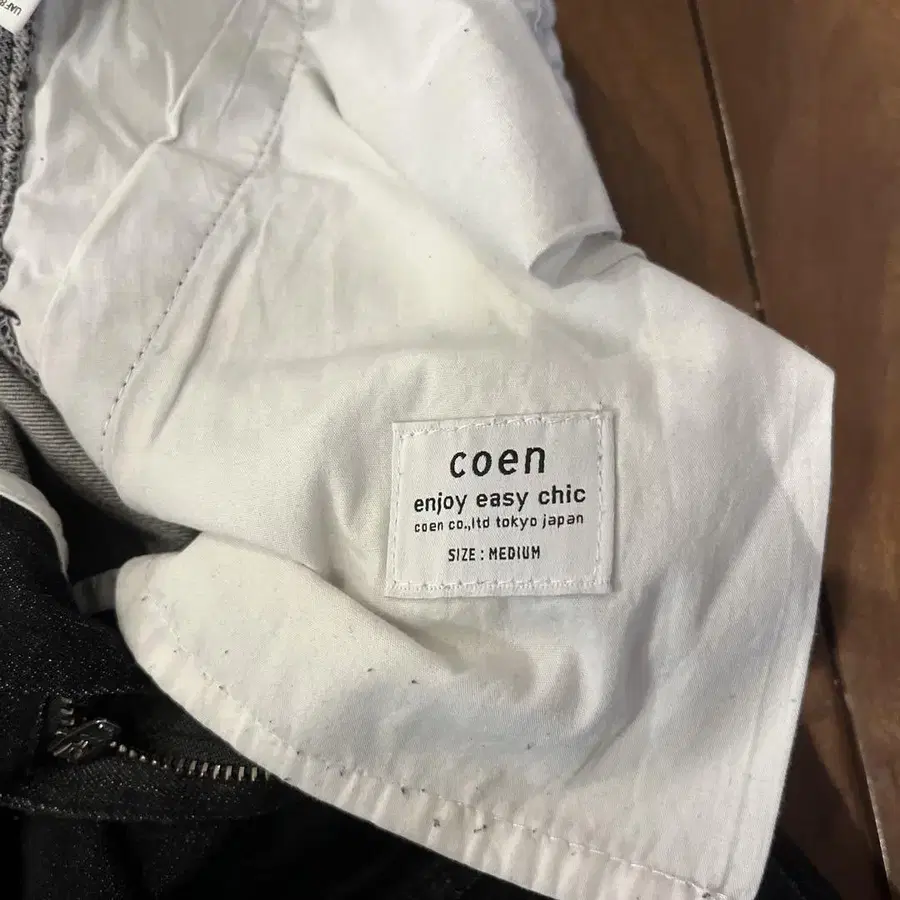 coen
enjoy easy chic
coen co.,ltd tokyo japan
SIZE : MEDIUM